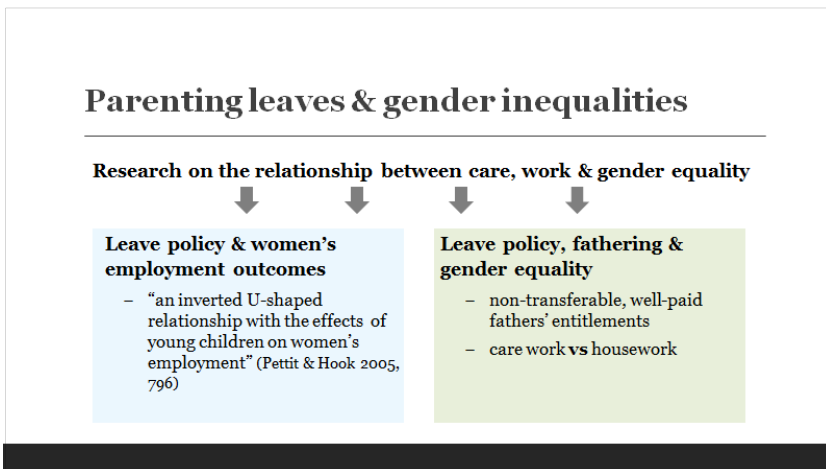 Parenting leaves & gender inequalities
Research on the relationship between care, work & gender equality
Leave policy & women’s
employment outcomes
– “an inverted U-shaped
relationship with the effects of
young children on women’s
employment” (Pettit & Hook 2005,
796)
Leave policy, fathering &
gender equality
– non-transferable, well-paid
fathers’ entitlements
– care work vs housework